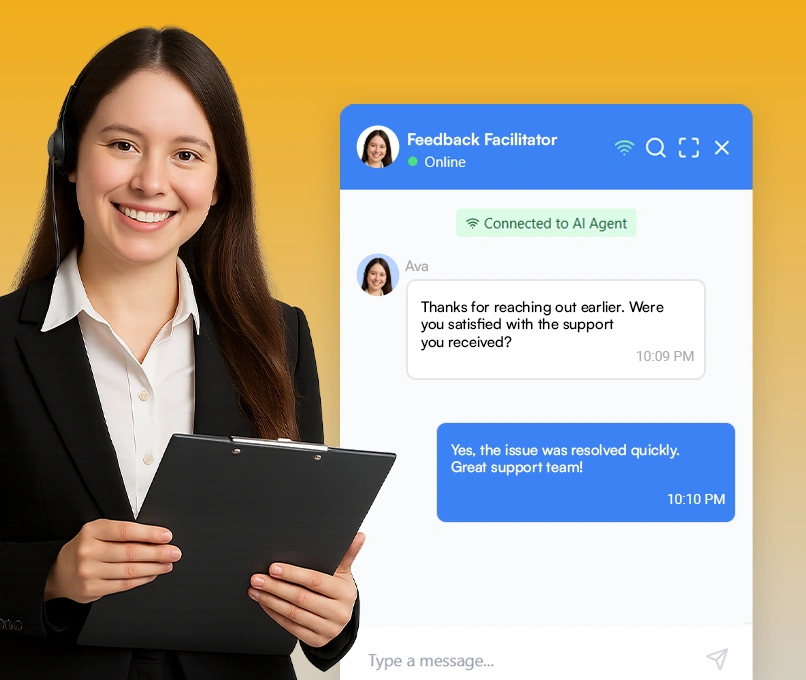 Feedback Facilitator
Online
Connected to AI Agent
Ava
Thanks for reaching out earlier. Were
you satisfied with the support
you received?
10:09 PM
Yes, the issue was resolved quickly.
Great support team!
10:10 PM
Type a message...